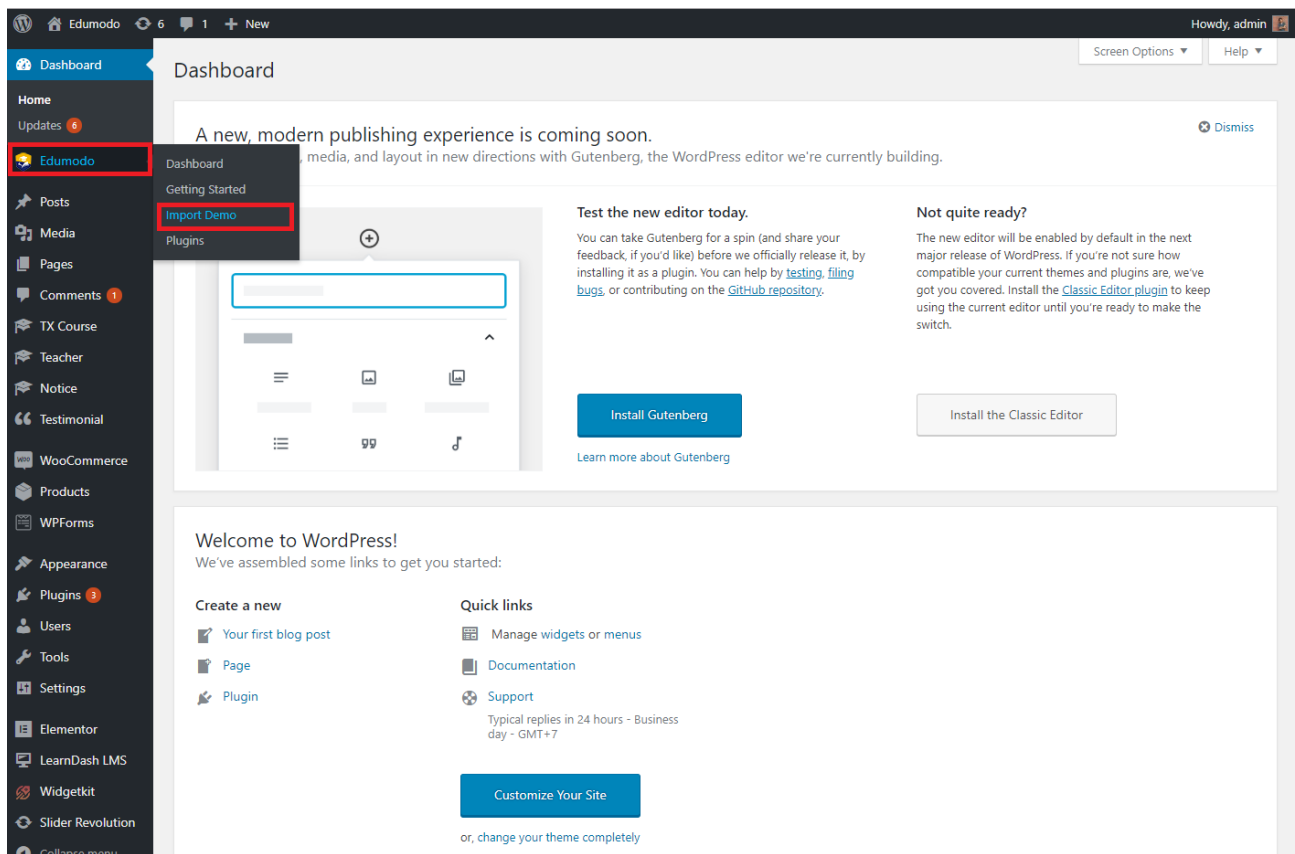 Edumodo 6 1 New
Howdy, admin
Screen Options ▼ Help ▼
Dashboard
Home
Updates 6
Edumodo
Dashboard
Getting Started
Import Demo
Plugins
Posts
Media
Pages
Comments 1
TX Course
Teacher
Notice
Testimonial
WooCommerce
Products
WPForms
Appearance
Plugins 3
Users
Tools
Settings
Elementor
LearnDash LMS
Widgetkit
Slider Revolution
Collapse menu
Dashboard
A new, modern publishing experience is coming soon.
Dismiss
, media, and layout in new directions with Gutenberg, the WordPress editor we're currently building.
Test the new editor today.
You can take Gutenberg for a spin (and share your
feedback, if you'd like) before we officially release it, by
installing it as a plugin. You can help by testing, filing
bugs, or contributing on the GitHub repository.
Install Gutenberg
Learn more about Gutenberg
Not quite ready?
The new editor will be enabled by default in the next
major release of WordPress. If you're not sure how
compatible your current themes and plugins are, we've
got you covered. Install the Classic Editor plugin to keep
using the current editor until you're ready to make the
switch.
Install the Classic Editor
Welcome to WordPress!
We've assembled some links to get you started:
Create a new
Your first blog post
Page
Plugin
Quick links
Manage widgets or menus
Documentation
Support
Typical replies in 24 hours - Business
day - GMT+7
Customize Your Site
or, change your theme completely